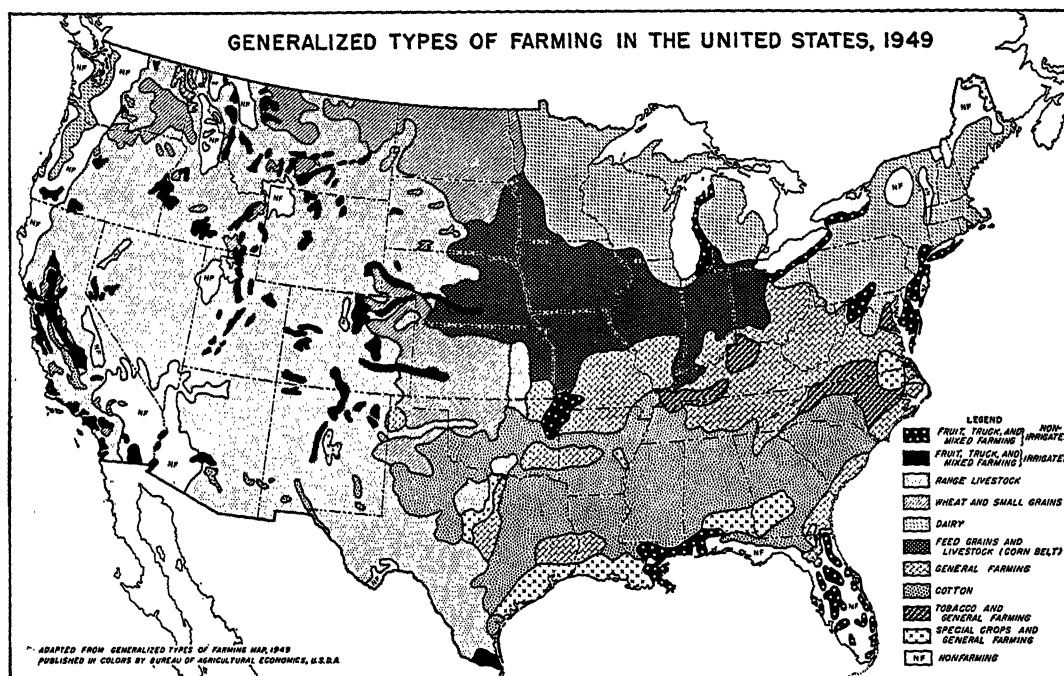 GENERALIZED TYPES OF FARMING IN THE UNITED STATES, 1949
NF
NF
NF
NF
NF
NF
NF
NF
NF
NF
NF
NF
NF
NF
LEGEND
FRUIT, TRUCK, AND MIXED FARMING } NON-IRRIGATED
FRUIT, TRUCK, AND MIXED FARMING } IRRIGATED
RANGE LIVESTOCK
WHEAT AND SMALL GRAINS
DAIRY
FEED GRAINS AND
LIVESTOCK (CORN BELT)
GENERAL FARMING
COTTON
TOBACCO AND
GENERAL FARMING
SPECIAL CROPS AND
GENERAL FARMING
NF NONFARMING
ADAPTED FROM GENERALIZED TYPES OF FARMING MAP, 1949
PUBLISHED IN COLORS BY BUREAU OF AGRICULTURAL ECONOMICS, U.S.D.A.